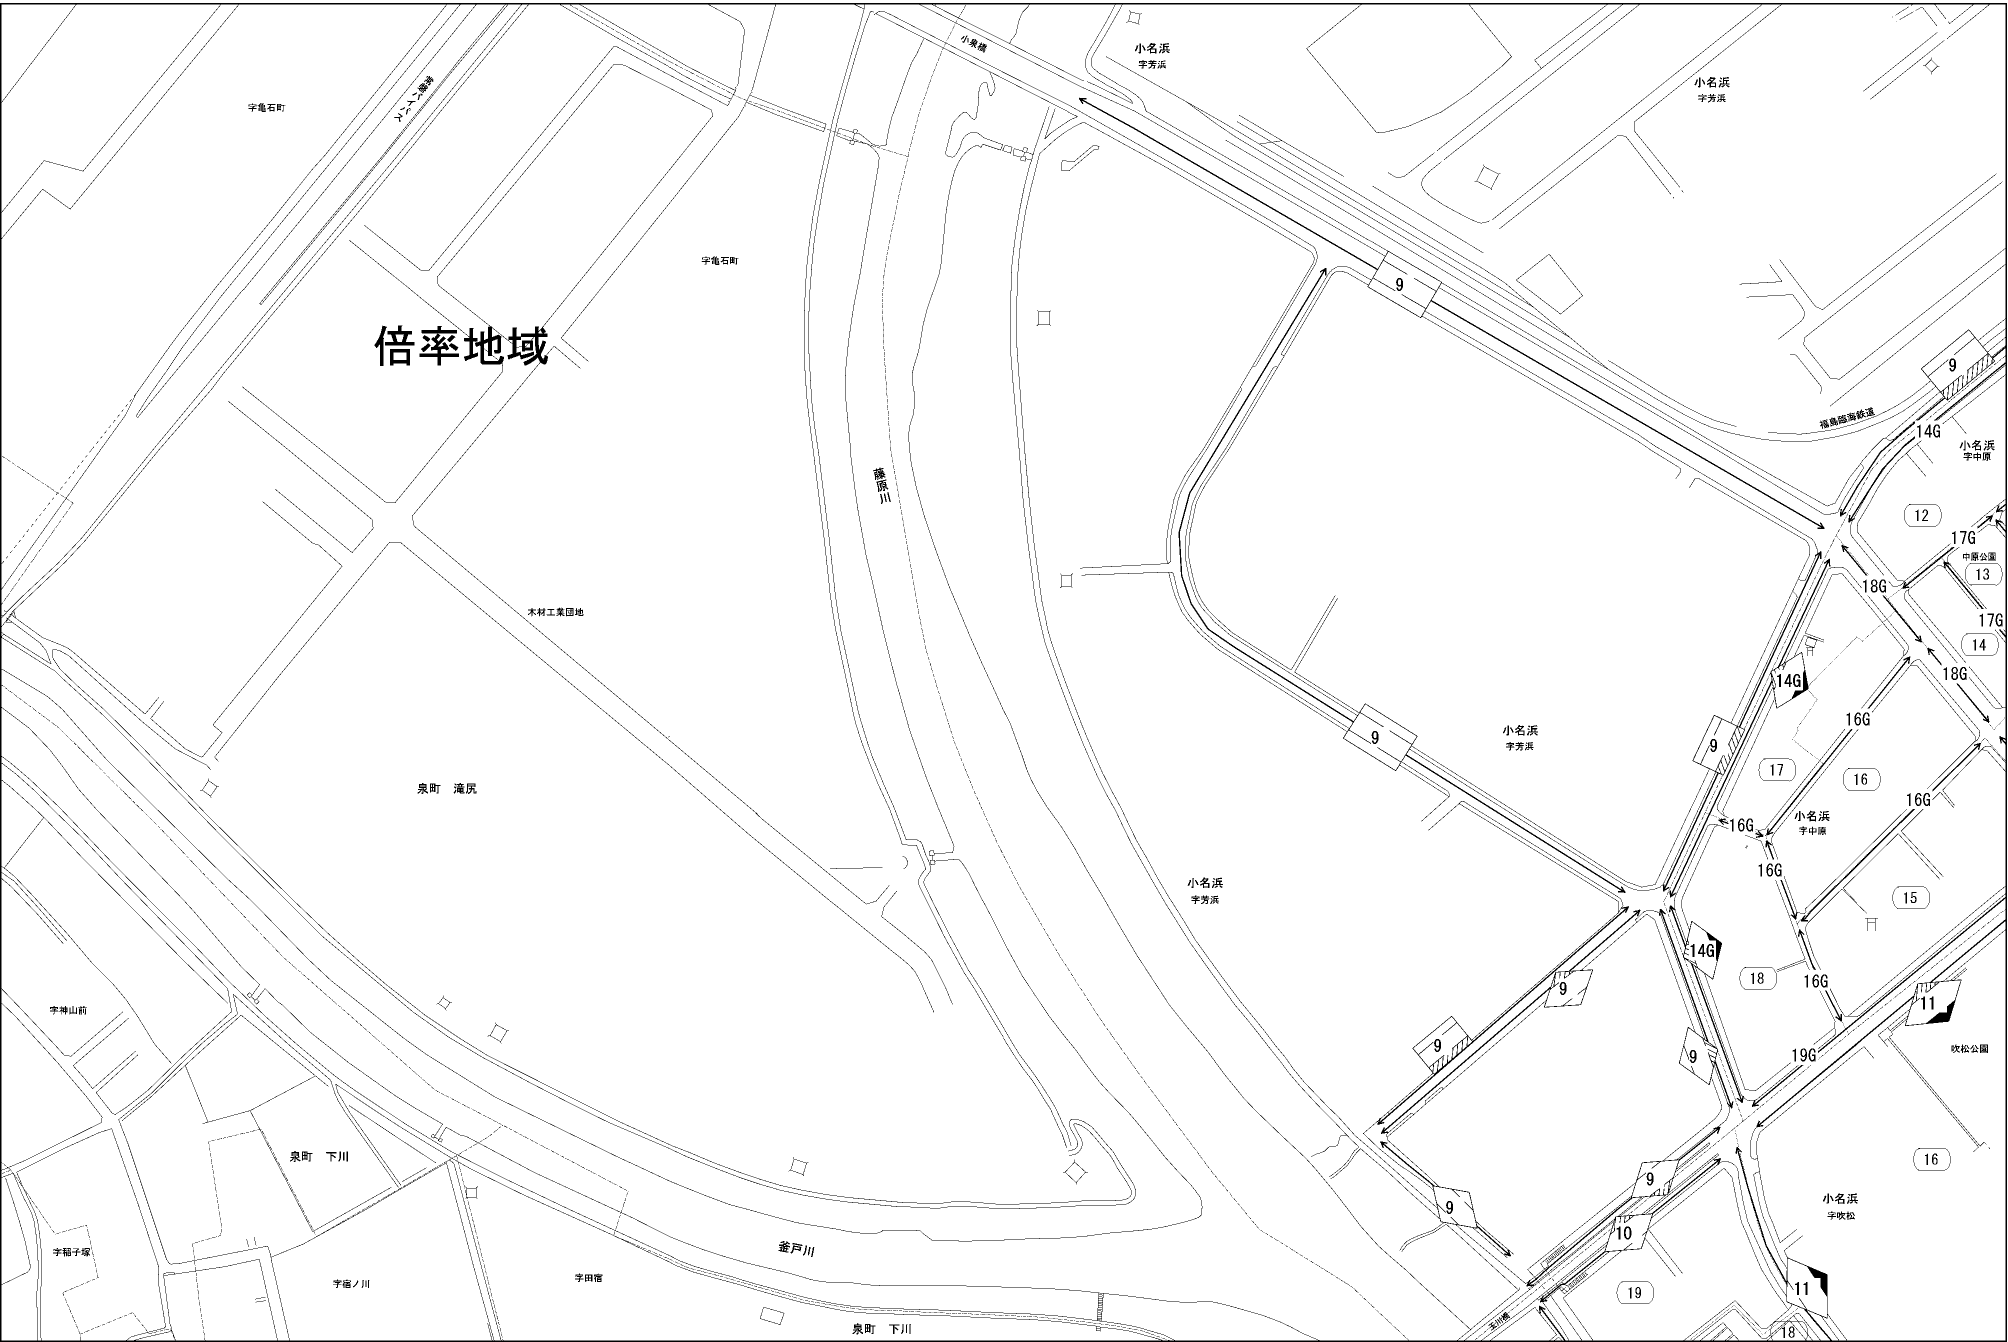 小泉橋
小名浜
字芳浜
小名浜
字芳浜
常磐バイパス
字亀石町
字亀石町
倍率地域
9
9
福島臨海鉄道
14G
小名浜
字中原
藤原川
12
17G
中原公園
13
18G
17G
14
木材工業団地
18G
14G
16G
小名浜
字芳浜
9
9
17
16
泉町 滝尻
16G
小名浜
字中原
16G
16G
小名浜
字芳浜
15
14G
18
16G
9
11
字神山前
9
9
19G
吹松公園
泉町 下川
16
9
小名浜
字吹松
9
10
字稲子塚
釜戸川
字宿ノ川
字田宿
11
19
玉川橋
泉町 下川
18